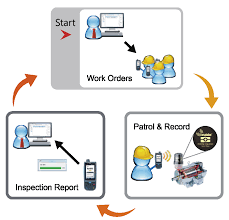 Start
Work Orders
Patrol & Record
Inspection Report